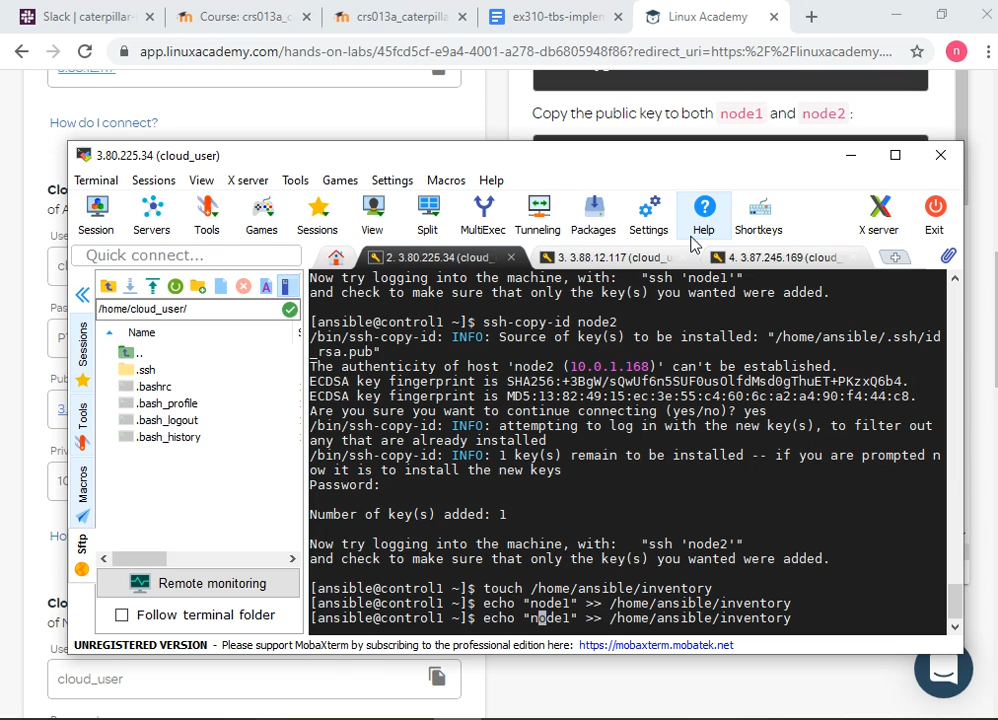 Slack | caterpillar-
Course: crs013a_c
crs013a_caterpilla
ex310-tbs-implem
Linux Academy
app.linuxacademy.com/hands-on-labs/45fcd5cf-e9a4-4001-a278-db6805948f86?redirect_uri=https:%2F%2Flinuxacademy....
n
How do I connect?
Copy the public key to both node1 and node2 :
3.80.225.34 (cloud_user)
Terminal Sessions View X server Tools Games Settings Macros Help
Session Servers Tools Games Sessions View Split MultiExec Tunneling Packages Settings Help Shortkeys X server Exit
Quick connect...
2. 3.80.225.34 (cloud_
3. 3.88.12.117 (cloud_u
4. 3.87.245.169 (cloud_
/home/cloud_user/
Name
..
.ssh
.bashrc
.bash_profile
.bash_logout
.bash_history
Sessions
Tools
Macros
Sftp
Remote monitoring
Follow terminal folder
Now try logging into the machine, with: "ssh 'node1'"
and check to make sure that only the key(s) you wanted were added.
[ansible@control1 ~]$ ssh-copy-id node2
/bin/ssh-copy-id: INFO: Source of key(s) to be installed: "/home/ansible/.ssh/id
_rsa.pub"
The authenticity of host 'node2 (10.0.1.168)' can't be established.
ECDSA key fingerprint is SHA256:+3BgW/sQwUf6n5SUF0usOlfdMsd0gThuET+PKzxQ6b4.
ECDSA key fingerprint is MD5:13:82:49:15:ec:3e:55:c4:60:6c:a2:a4:90:f4:44:c8.
Are you sure you want to continue connecting (yes/no)? yes
/bin/ssh-copy-id: INFO: attempting to log in with the new key(s), to filter out
any that are already installed
/bin/ssh-copy-id: INFO: 1 key(s) remain to be installed -- if you are prompted n
ow it is to install the new keys
Password:
Number of key(s) added: 1
Now try logging into the machine, with: "ssh 'node2'"
and check to make sure that only the key(s) you wanted were added.
[ansible@control1 ~]$ touch /home/ansible/inventory
[ansible@control1 ~]$ echo "node1" >> /home/ansible/inventory
[ansible@control1 ~]$ echo "node1" >> /home/ansible/inventory
UNREGISTERED VERSION - Please support MobaXterm by subscribing to the professional edition here: https://mobaxterm.mobatek.net
cloud_user